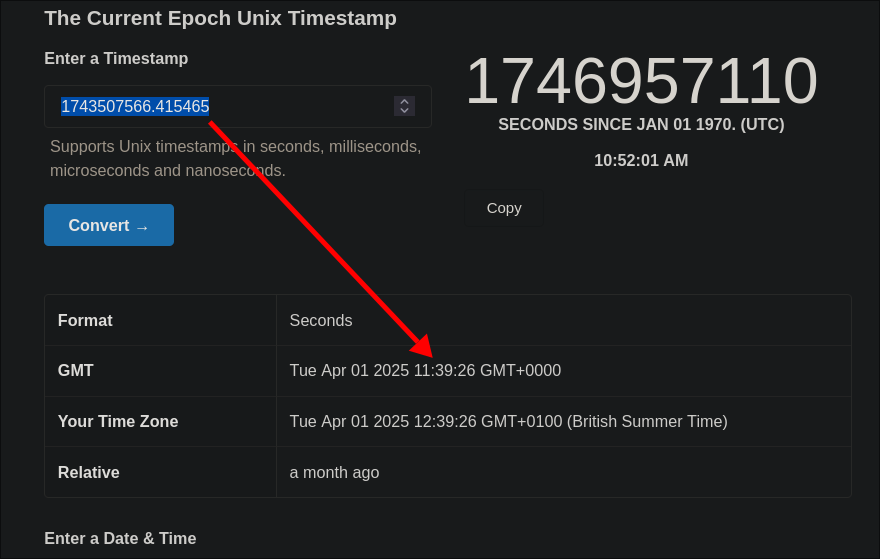 The Current Epoch Unix Timestamp
Enter a Timestamp
1743507566.415465
Supports Unix timestamps in seconds, milliseconds,
microseconds and nanoseconds.
Convert →
1746957110
SECONDS SINCE JAN 01 1970. (UTC)
10:52:01 AM
Copy
Format Seconds
GMT Tue Apr 01 2025 11:39:26 GMT+0000
Your Time Zone Tue Apr 01 2025 12:39:26 GMT+0100 (British Summer Time)
Relative a month ago
Enter a Date & Time